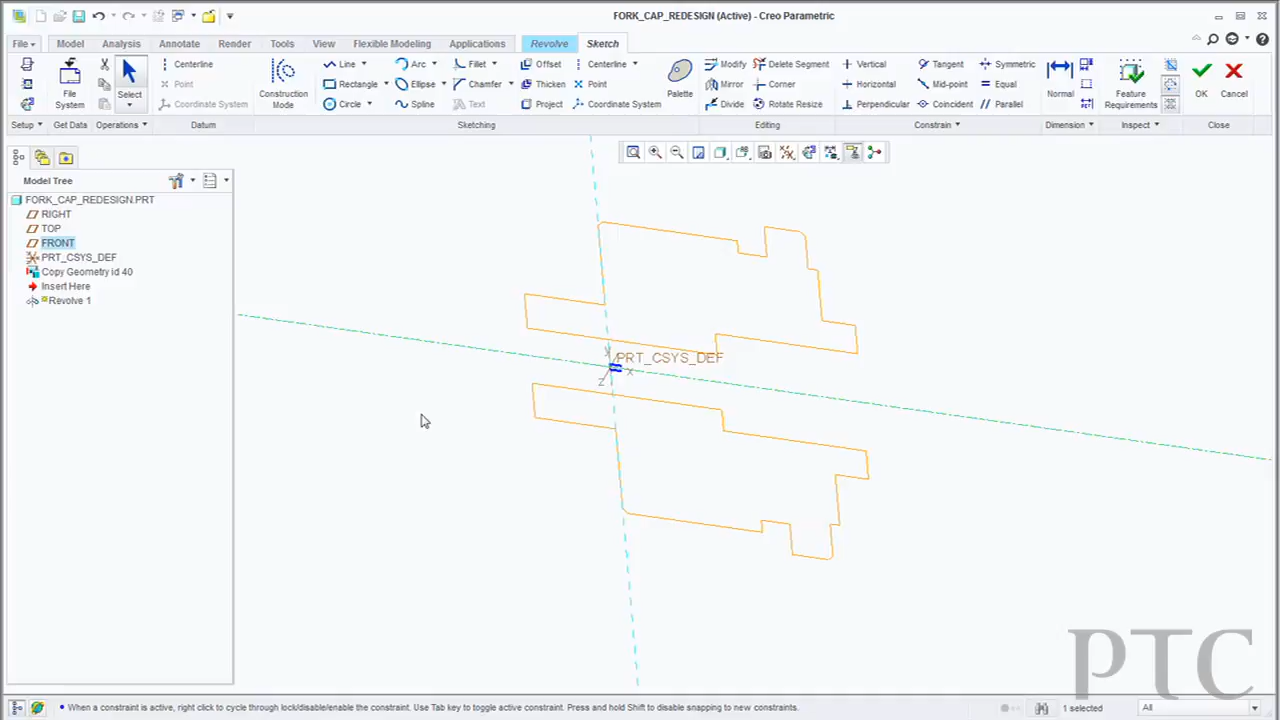 FORK_CAP_REDESIGN (Active) - Creo Parametric
File Model Analysis Annotate Render Tools View Flexible Modeling Applications Revolve Sketch
Centerline Line Arc Fillet Offset Centerline Modify Delete Segment Vertical Tangent Symmetric
Point Rectangle Ellipse Chamfer Thicken Point Mirror Corner Horizontal Mid-point Equal
Coordinate System Circle Spline Text Project Coordinate System Divide Rotate Resize Perpendicular Coincident Parallel
File System Select Construction Mode Palette Normal Feature Requirements OK Cancel
Setup Get Data Operations Datum Sketching Editing Constrain Dimension Inspect Close
Model Tree
FORK_CAP_REDESIGN.PRT
RIGHT
TOP
FRONT
PRT_CSYS_DEF
Copy Geometry id 40
Insert Here
Revolve 1
y
PRT_CSYS_DEF
x
z
PTC
When a constraint is active, right click to cycle through lock/disable/enable the constraint. Use Tab key to toggle active constraint. Press and hold Shift to disable snapping to new constraints.
1 selected
All